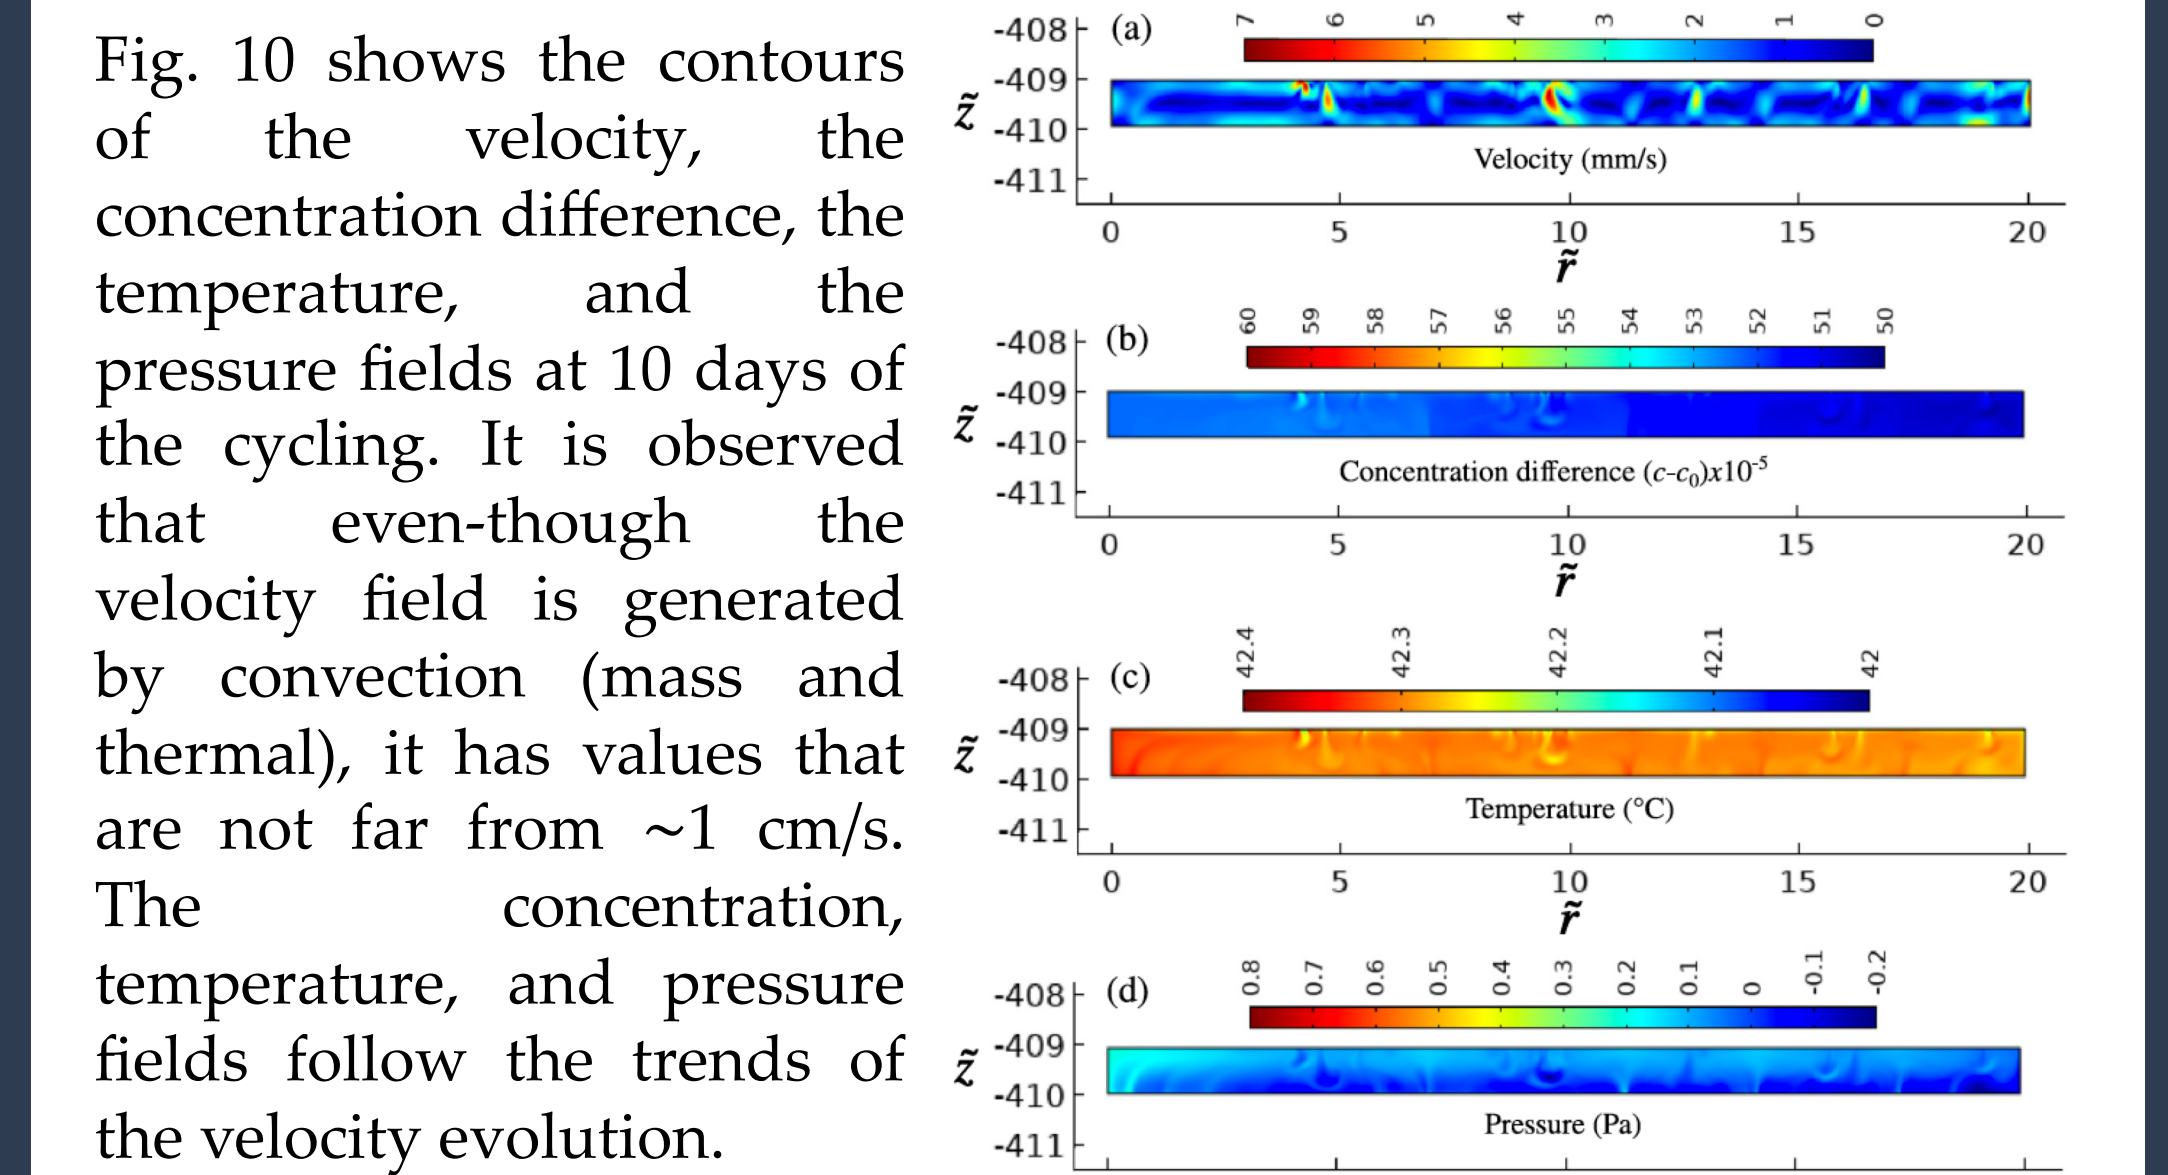 Fig. 10 shows the contours
of the velocity, the
concentration difference, the
temperature, and the
pressure fields at 10 days of
the cycling. It is observed
that even-though the
velocity field is generated
by convection (mass and
thermal), it has values that
are not far from ~1 cm/s.
The concentration,
temperature, and pressure
fields follow the trends of
the velocity evolution.
(a)
7 6 5 4 3 2 1 0
-408
-409
-410
-411
z̃
Velocity (mm/s)
0 5 10 15 20
r̃
(b)
60 59 58 57 56 55 54 53 52 51 50
-408
-409
-410
-411
z̃
Concentration difference (c-c₀)x10⁻⁵
0 5 10 15 20
r̃
(c)
42.4 42.3 42.2 42.1 42
-408
-409
-410
-411
z̃
Temperature (°C)
0 5 10 15 20
r̃
(d)
0.8 0.7 0.6 0.5 0.4 0.3 0.2 0.1 0 -0.1 -0.2
-408
-409
-410
-411
z̃
Pressure (Pa)